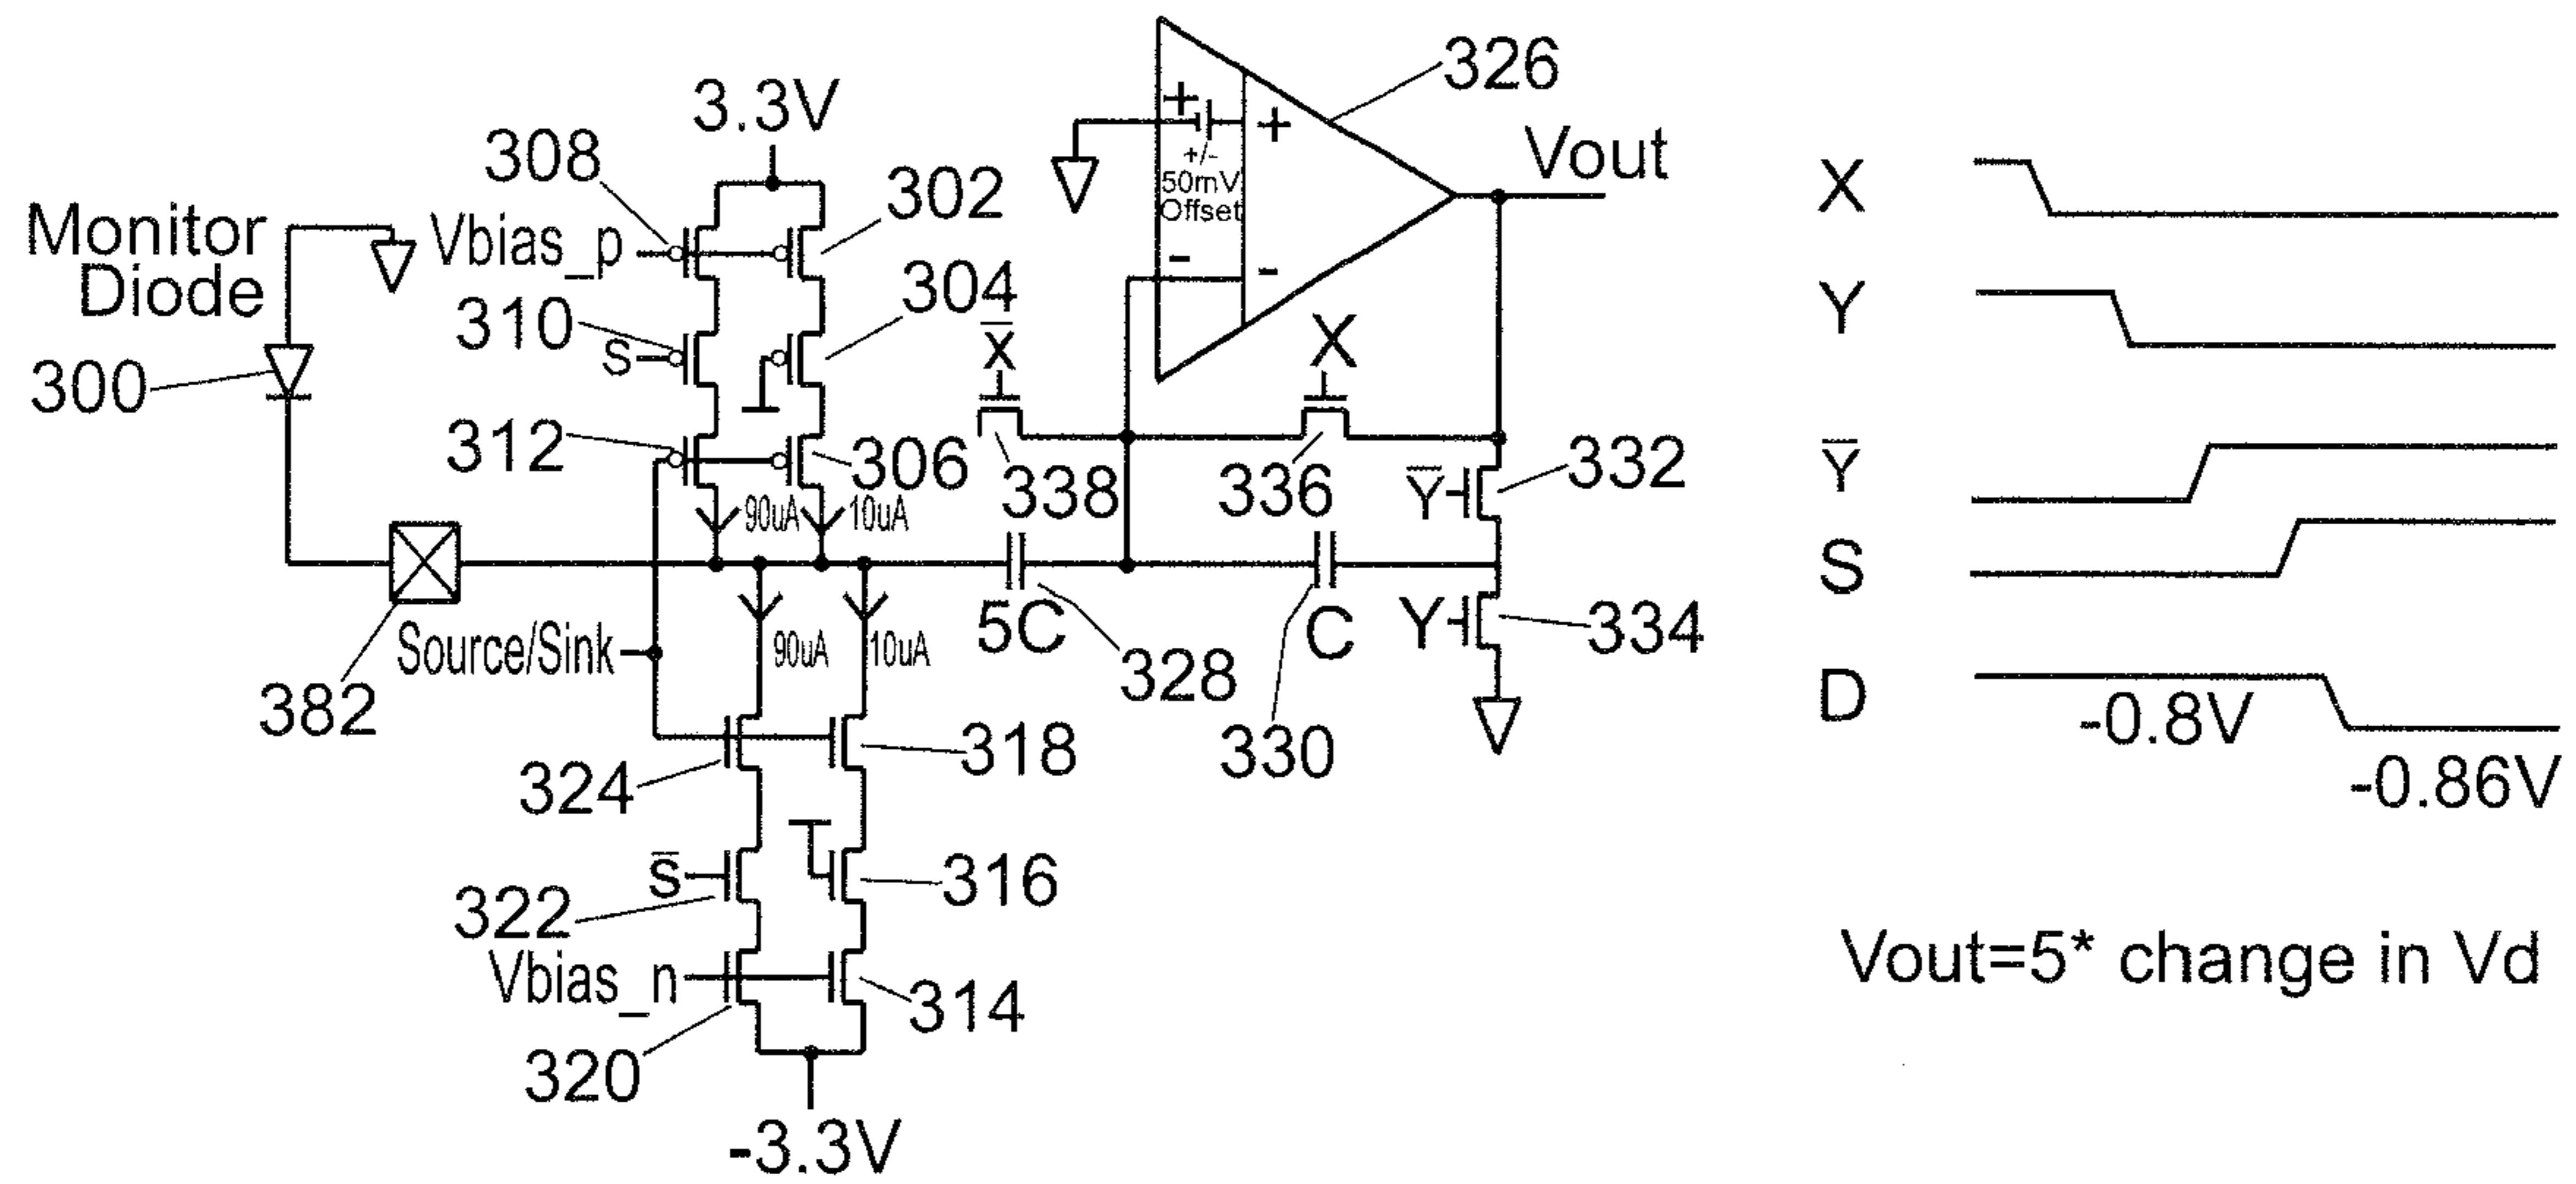 326
3.3V
308
Vout
302
Vbias_p
Monitor
Diode
+
+
+/-
50mV
Offset
-
-
X
304
310
S
X̅
X
Y
300
312
306
338
336
332
Y̅
Y̅
90uA
10uA
S
382
Source/Sink
90uA
10uA
5C
328
C
330
Y
334
D
-0.8V
-0.86V
324
318
S̅
322
316
Vbias_n
314
320
Vout=5* change in Vd
-3.3V